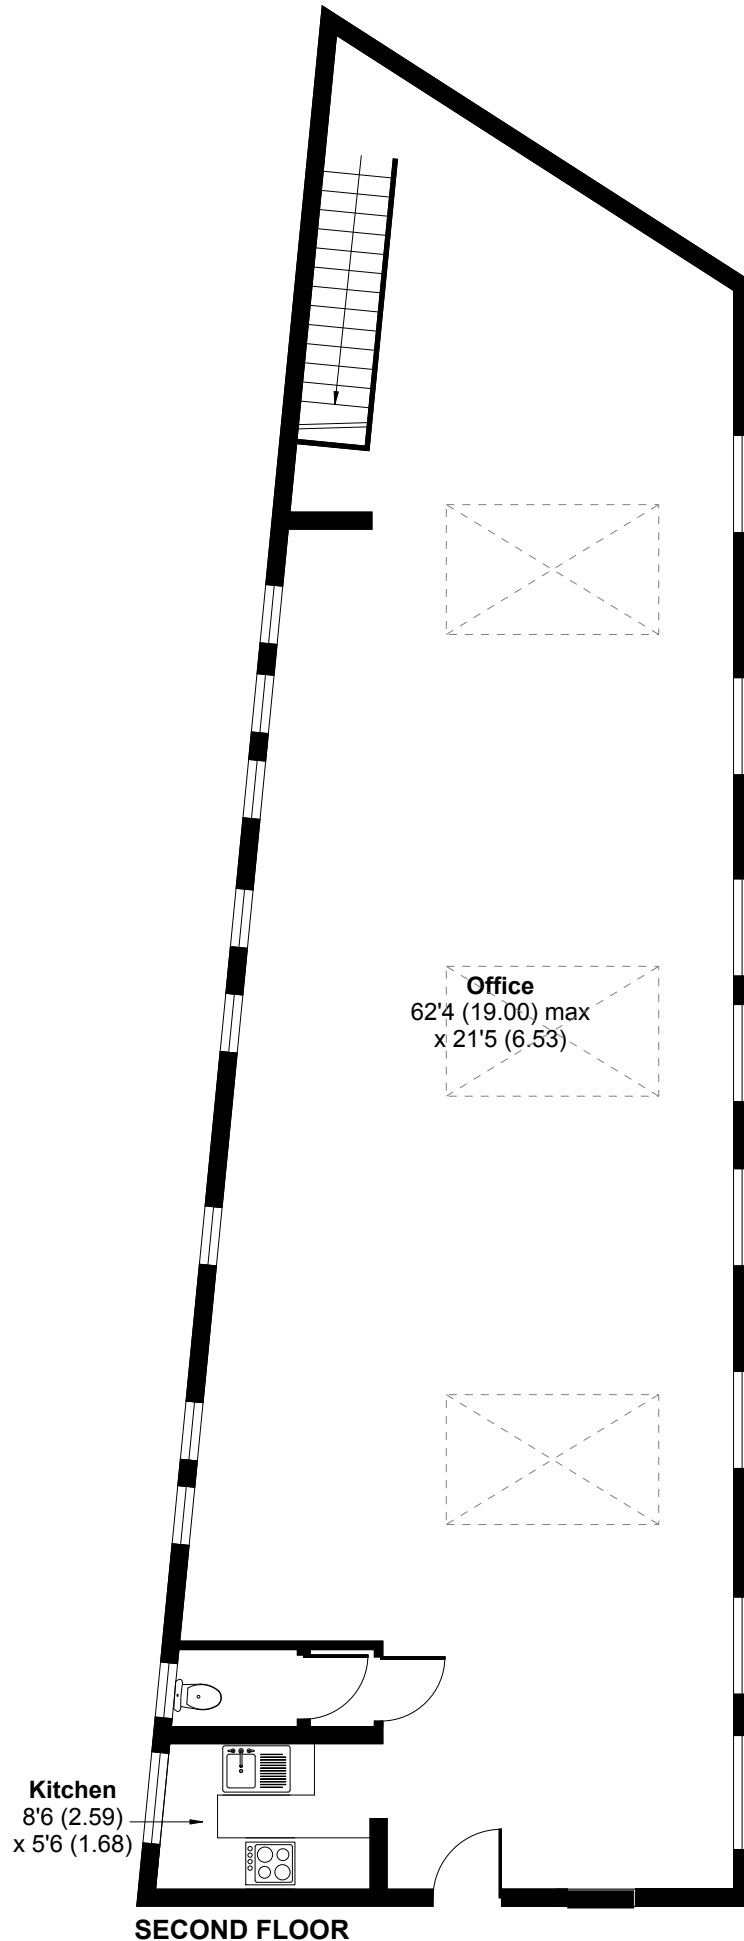 Office
62'4 (19.00) max
x 21'5 (6.53)
Kitchen
8'6 (2.59)
x 5'6 (1.68)
SECOND FLOOR